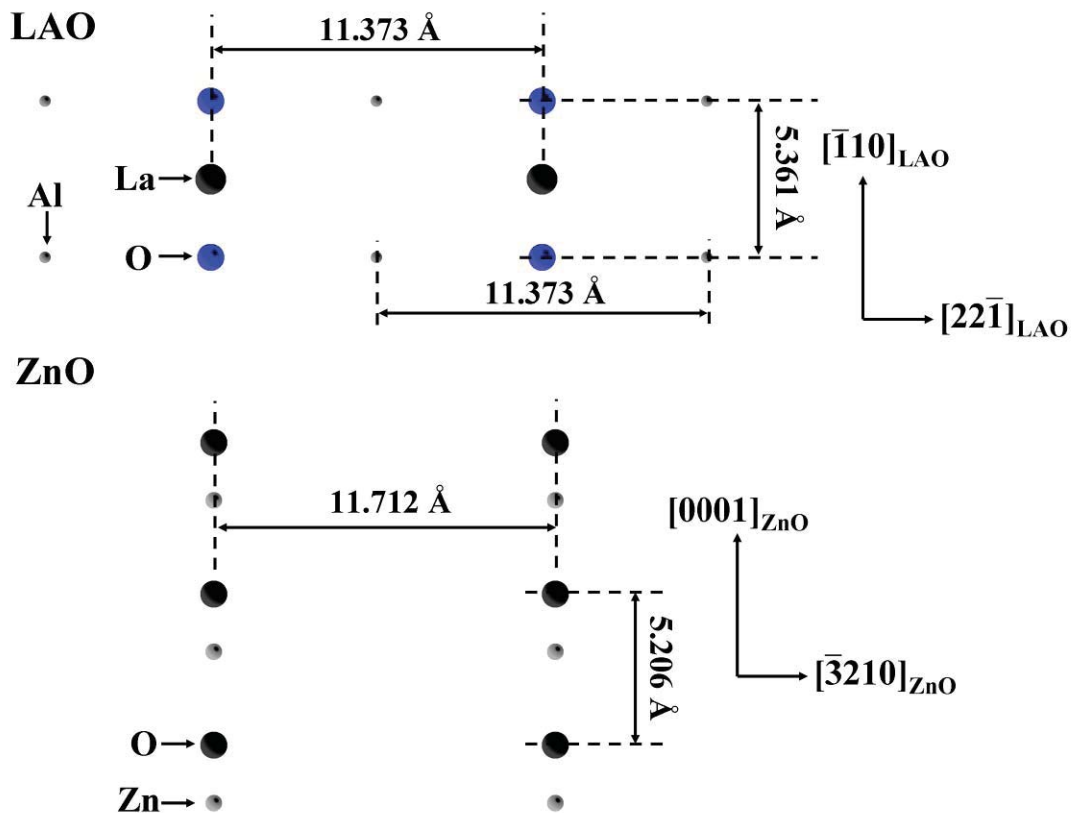 LAO
11.373 Å
[1̅10]LAO
5.361 Å
La
Al
O
11.373 Å
[221̅]LAO
ZnO
11.712 Å
[0001]ZnO
5.206 Å
[3̅210]ZnO
O
Zn